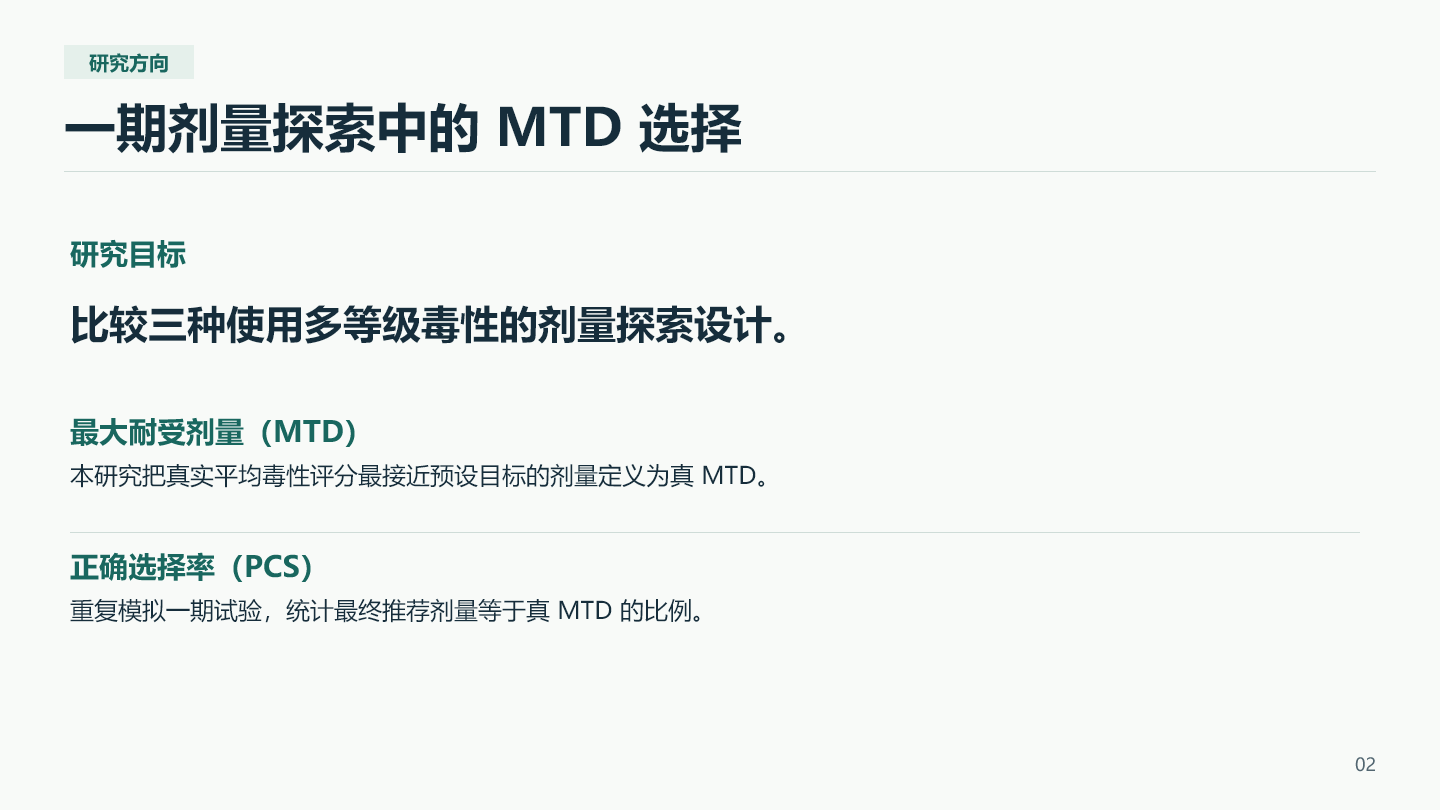 研究方向
一期剂量探索中的 MTD 选择
研究目标
比较三种使用多等级毒性的剂量探索设计。
最大耐受剂量（MTD）
本研究把真实平均毒性评分最接近预设目标的剂量定义为真 MTD。
正确选择率（PCS）
重复模拟一期试验，统计最终推荐剂量等于真 MTD 的比例。
02